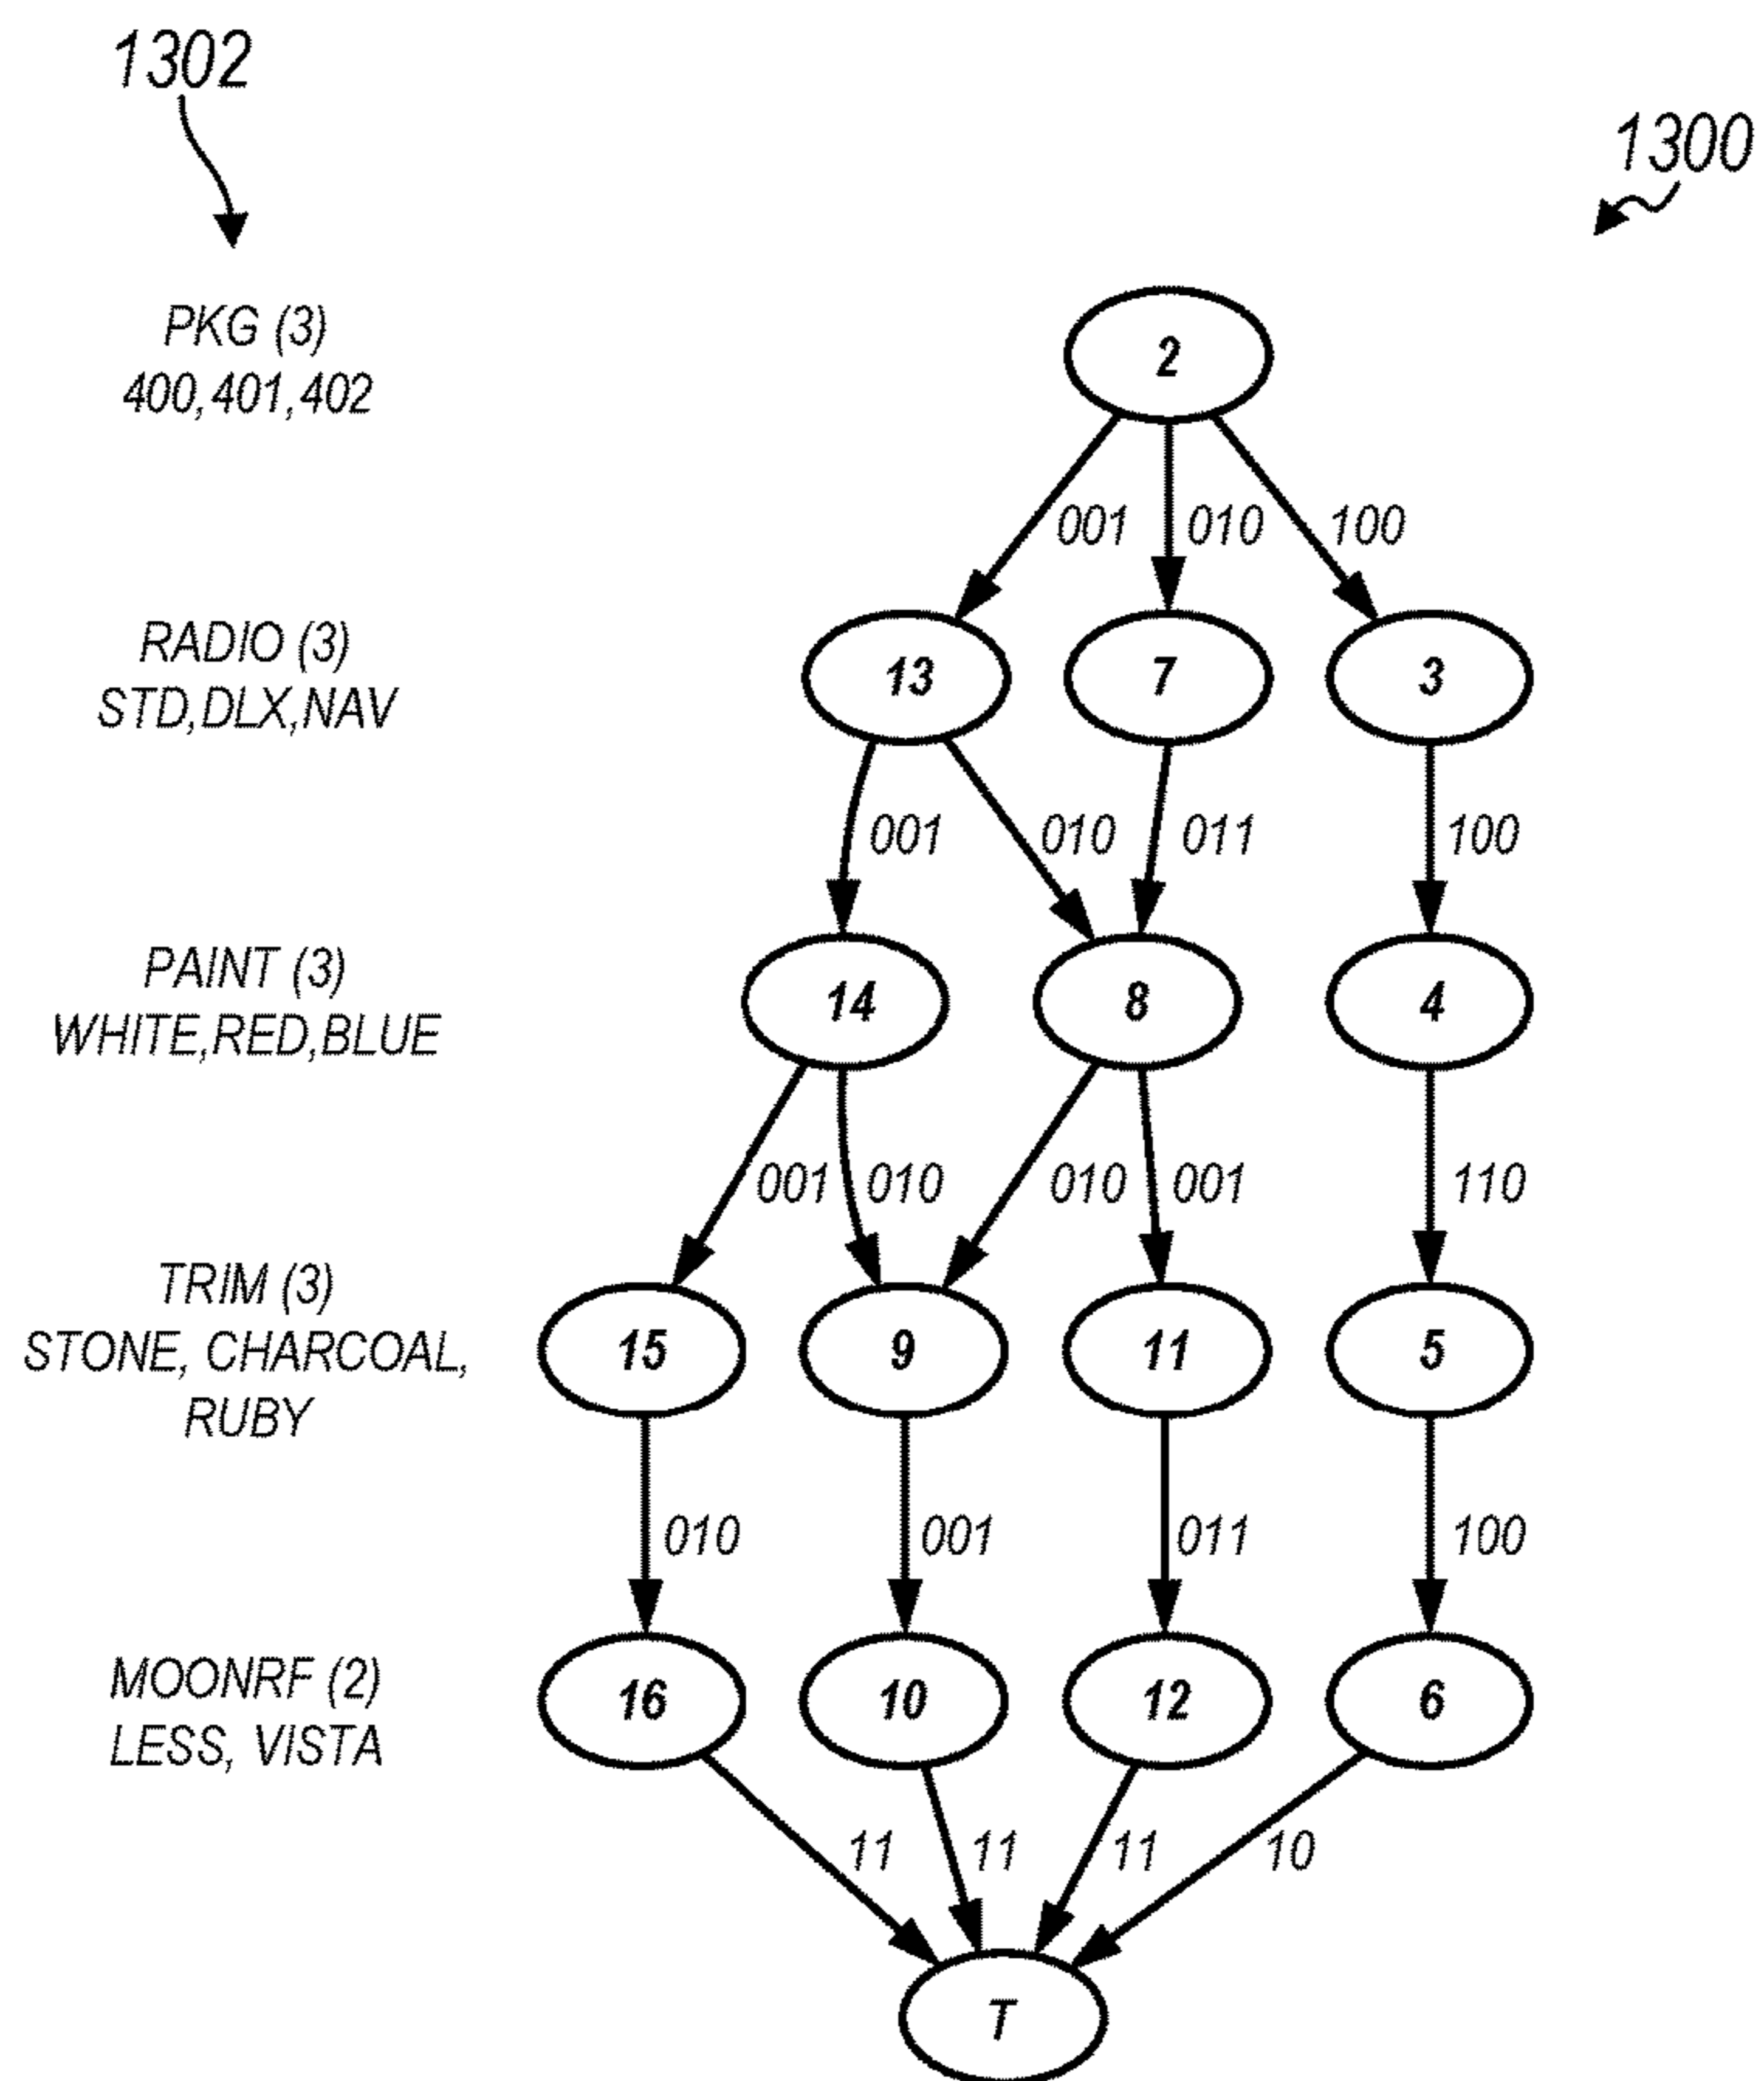 1302
1300
PKG (3)
400, 401, 402
2
001 010 100
RADIO (3)
STD, DLX, NAV
13 7 3
001 010 011 100
PAINT (3)
WHITE, RED, BLUE
14 8 4
001 010 010 001 110
TRIM (3)
STONE, CHARCOAL,
RUBY
15 9 11 5
010 001 011 100
MOONRF (2)
LESS, VISTA
16 10 12 6
11 11 11 10
T